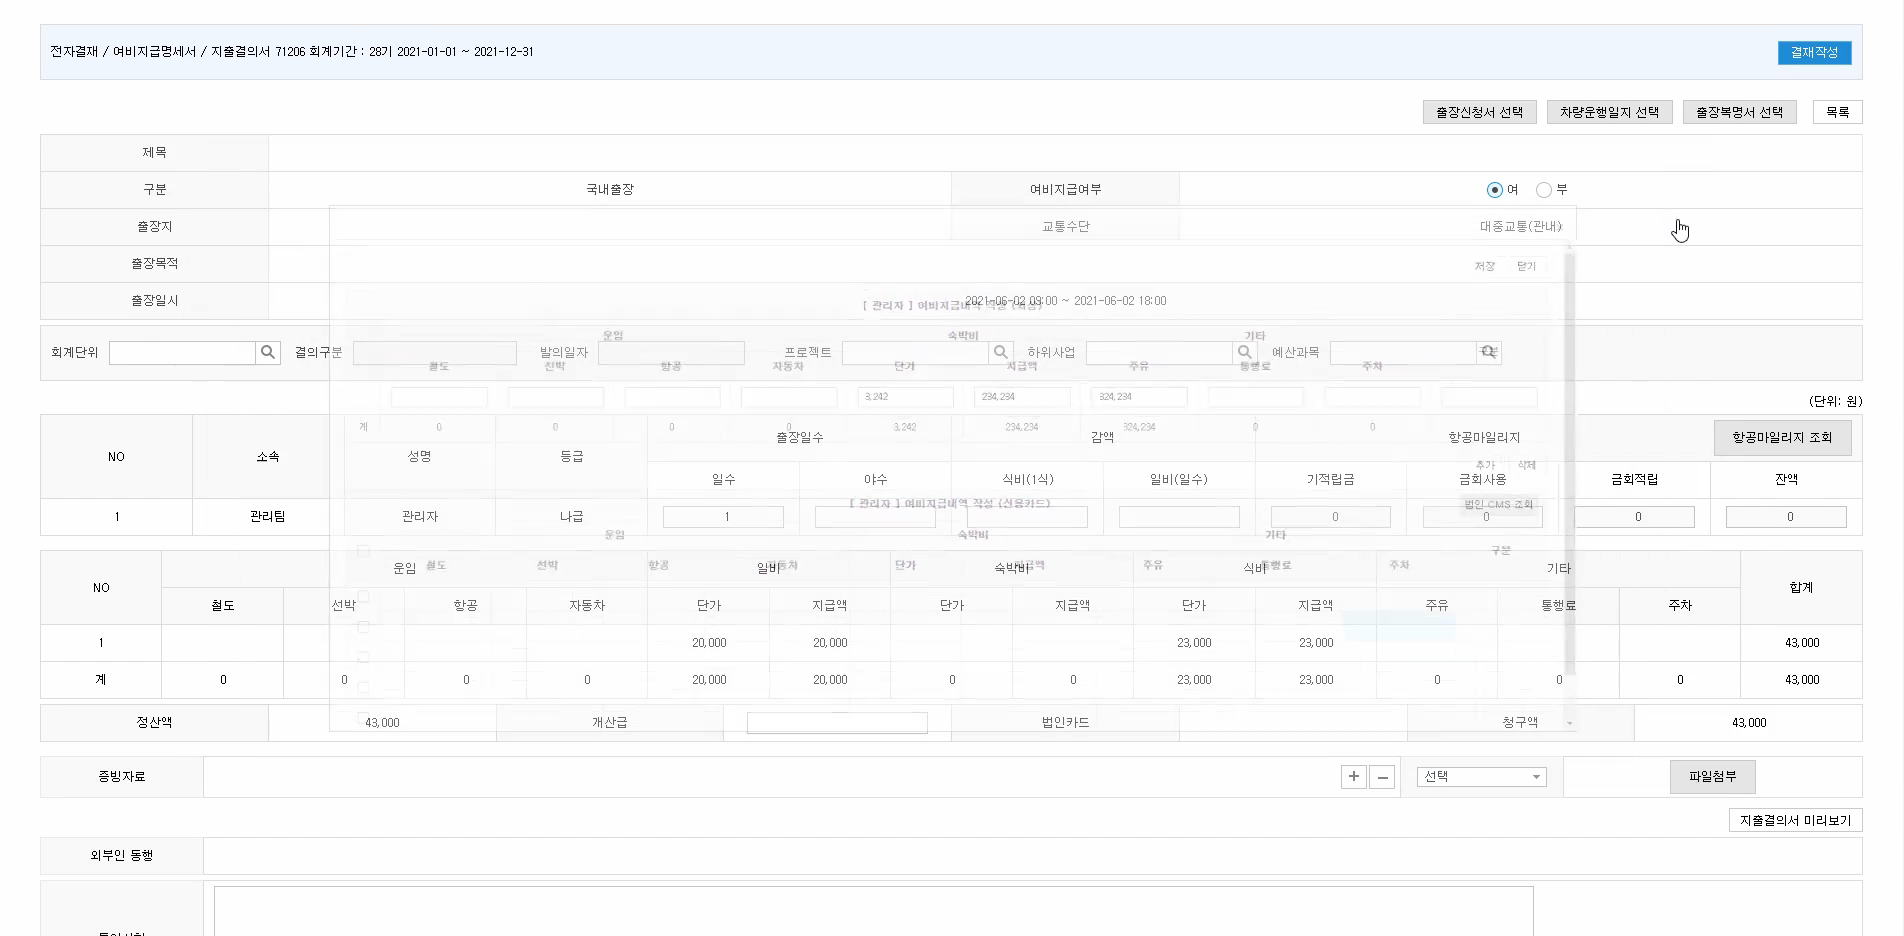 전자결재 / 여비지급명세서 / 지출결의서 71206 회계기간 : 28기 2021-01-01 ~ 2021-12-31
결재작성
출장신청서 선택 차량운행일지 선택 출장복명서 선택 목록
제목
구분 국내출장 여비지급여부 여 부
출장지 교통수단 대중교통(관내)
출장목적
저장 닫기
출장일시 2021-06-02 09:00 ~ 2021-06-02 18:00
운임 숙박비 기타
회계단위 결의구분 발의일자 프로젝트 하위사업 예산과목 구분
철도 선박 항공 자동차 단가 지급액 주유 통행료 주차
3,242 234,234 324,234
(단위: 원)
계 0 0 0 0 3,242 234,234 324,234 0 0
NO 소속 성명 등급 출장일수 감액 항공마일리지 항공마일리지 조회
일수 야수 식비(1식) 일비(일수) 기적립금 금회사용 금회적립 잔액
추가 삭제
[ 관리자 ] 여비지급내역 작성 (신용카드)
법인 CMS 조회
1 관리팀 관리자 나급 1 0 0 0 0
운임 숙박비 기타
구분
철도 선박 항공 자동차 단가 지급액 주유 통행료 주차
NO 운임 일비 숙박비 식비 기타 합계
철도 선박 항공 자동차 단가 지급액 단가 지급액 단가 지급액 주유 통행료 주차
1 20,000 20,000 23,000 23,000 43,000
계 0 0 0 0 20,000 20,000 0 0 23,000 23,000 0 0 0 43,000
정산액 43,000 개산급 법인카드 청구액 43,000
증빙자료 + - 선택 파일첨부
지출결의서 미리보기
외부인 동행